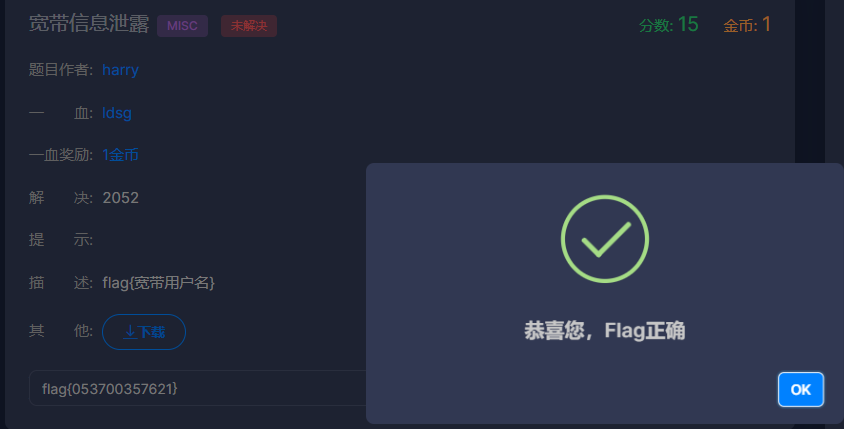 宽带信息泄露 MISC 未解决 分数: 15 金币: 1
题目作者: harry
一 血: ldsg
一血奖励: 1金币
解 决: 2052
提 示:
描 述: flag{宽带用户名}
其 他: 下载
flag{053700357621}
恭喜您，Flag正确
OK